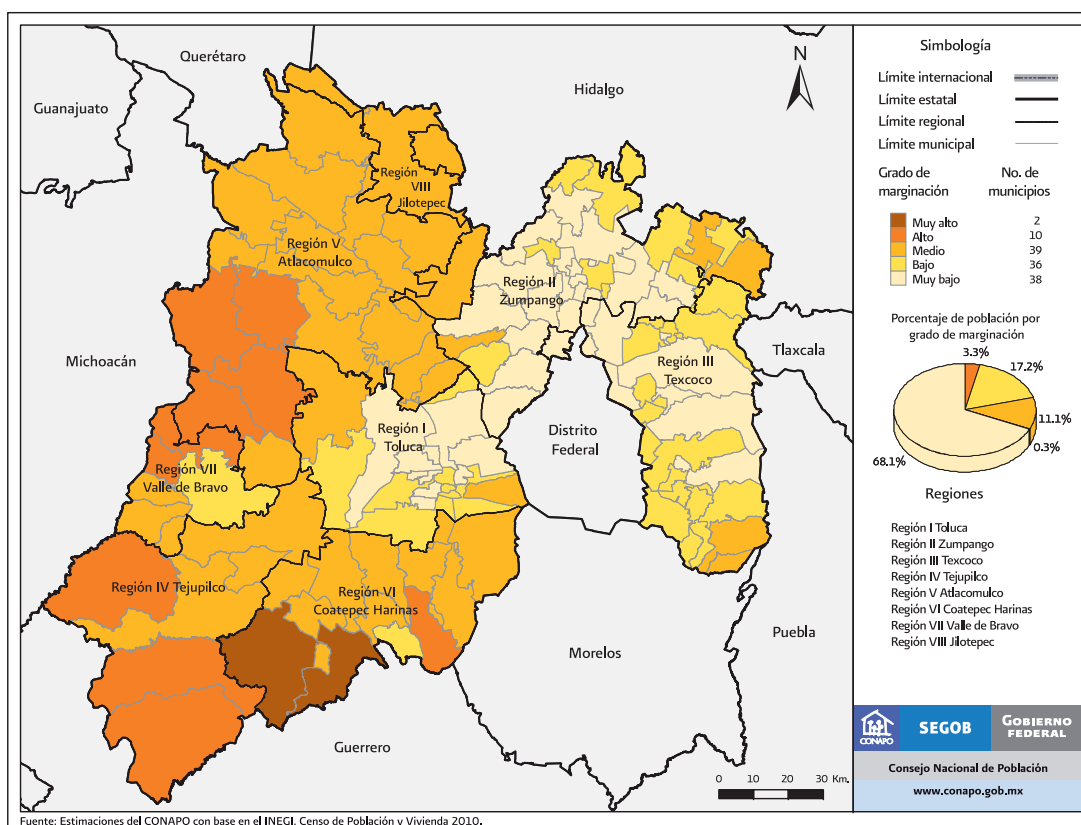 Querétaro
Guanajuato
Hidalgo
N
Región
VIII
Jilotepec
Región V
Atlacomulco
Región II
Zumpango
Michoacán
Tlaxcala
Región III
Texcoco
Región I
Toluca
Distrito
Federal
Región VII
Valle de Bravo
Región IV Tejupilco
Región VI
Coatepec Harinas
Puebla
Morelos
Guerrero
0 10 20 30 Km.
Simbología
Límite internacional
Límite estatal
Límite regional
Límite municipal
Grado de marginación No. de municipios
Muy alto 2
Alto 10
Medio 39
Bajo 36
Muy bajo 38
Porcentaje de población por
grado de marginación
3.3%
17.2%
11.1%
0.3%
68.1%
Regiones
Región I Toluca
Región II Zumpango
Región III Texcoco
Región IV Tejupilco
Región V Atlacomulco
Región VI Coatepec Harinas
Región VII Valle de Bravo
Región VIII Jilotepec
CONAPO
SEGOB
GOBIERNO
FEDERAL
Consejo Nacional de Población
www.conapo.gob.mx
Fuente: Estimaciones del CONAPO con base en el INEGI, Censo de Población y Vivienda 2010.